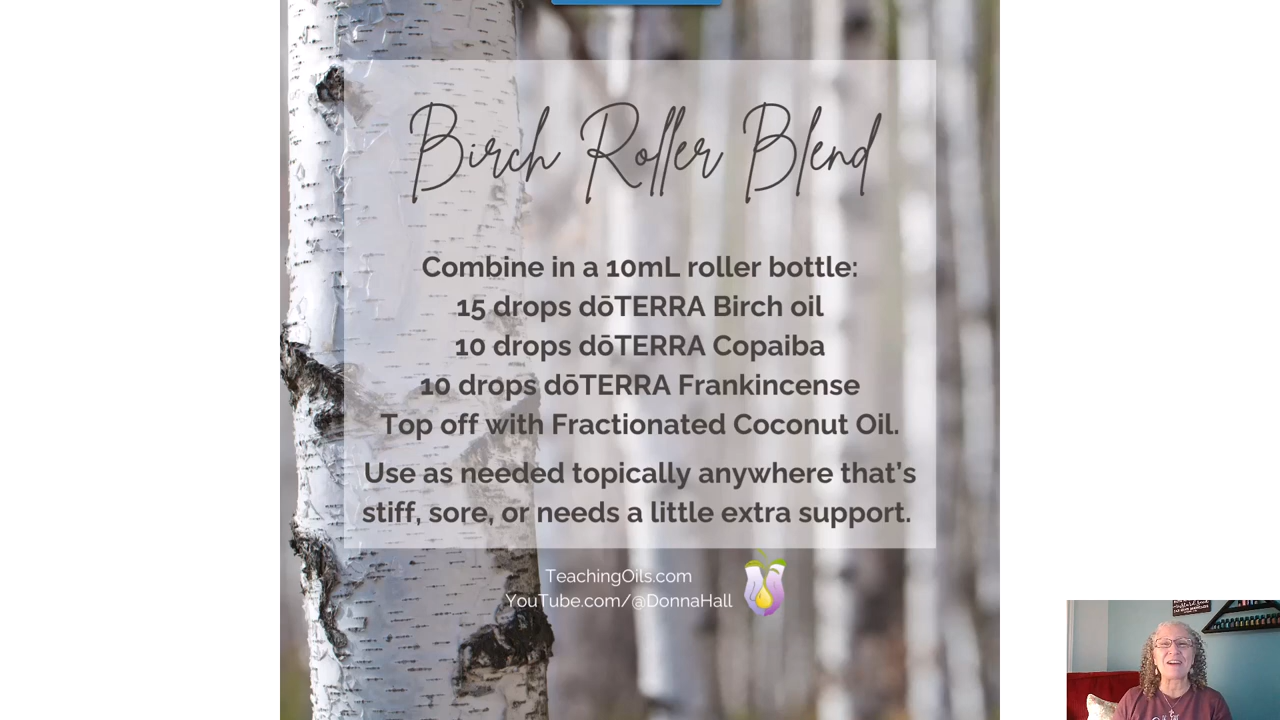 Birch Roller Blend
Combine in a 10mL roller bottle:
15 drops dōTERRA Birch oil
10 drops dōTERRA Copaiba
10 drops dōTERRA Frankincense
Top off with Fractionated Coconut Oil.
Use as needed topically anywhere that's
stiff, sore, or needs a little extra support.
TeachingOils.com
YouTube.com/@DonnaHall